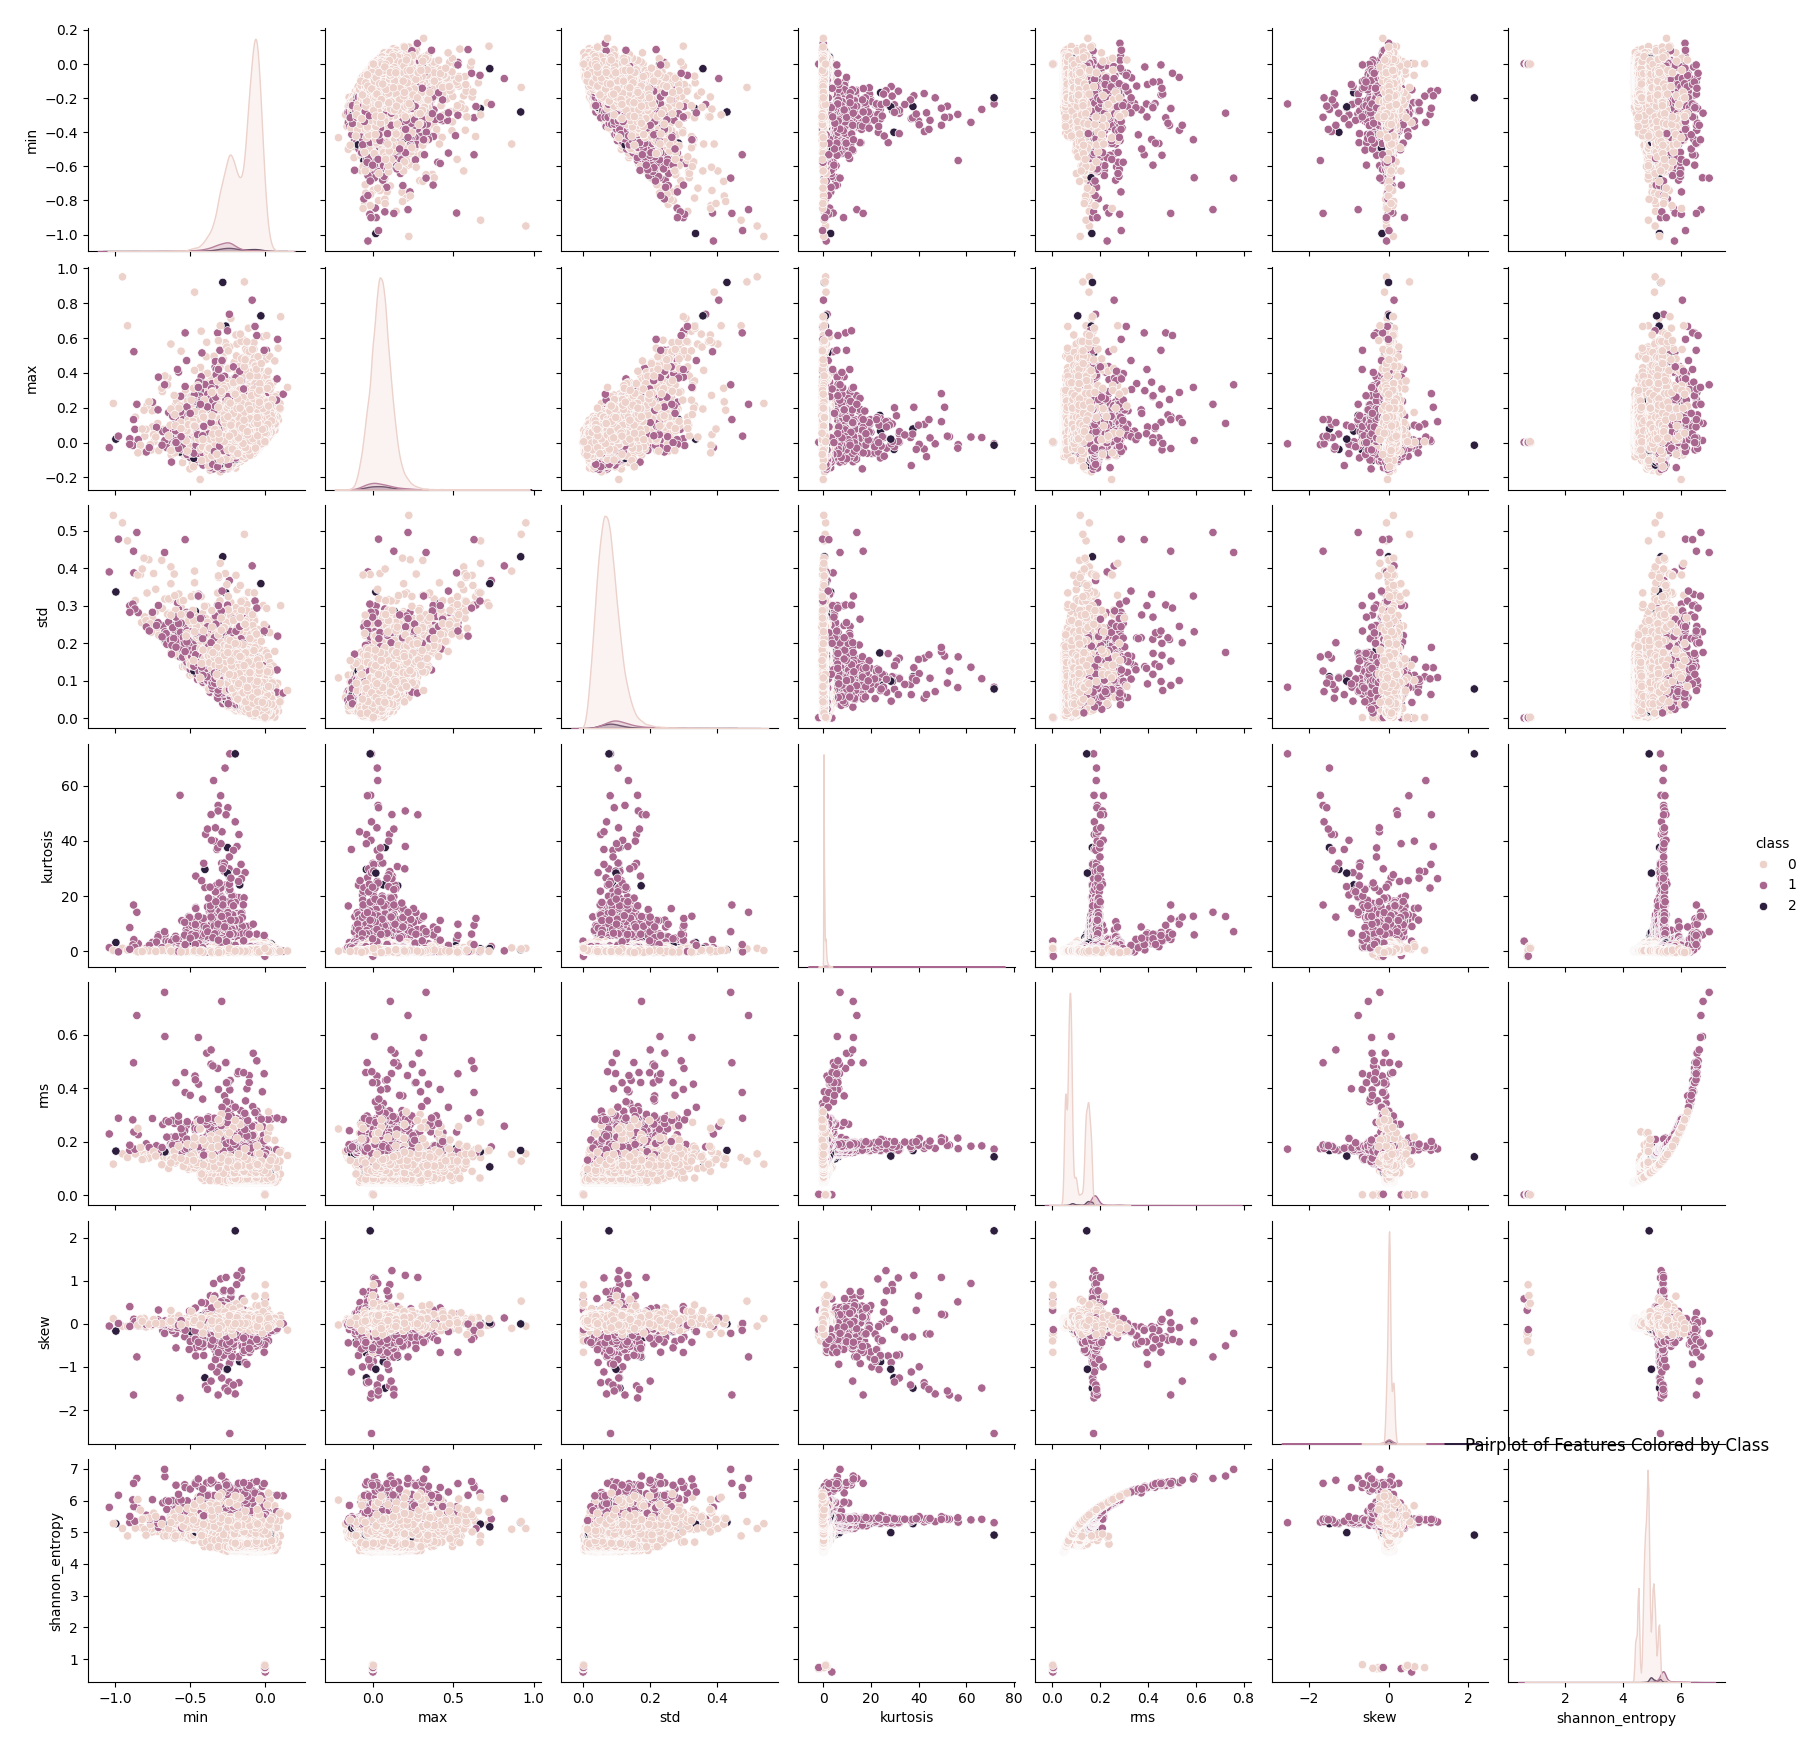 0.2
0.0
−0.2
−0.4
−0.6
−0.8
−1.0
min
1.0
0.8
0.6
0.4
0.2
0.0
−0.2
max
0.5
0.4
0.3
0.2
0.1
0.0
std
60
40
20
0
kurtosis
class
0
1
2
0.6
0.4
0.2
0.0
rms
2
1
0
−1
−2
skew
Pairplot of Features Colored by Class
7
6
5
4
3
2
1
shannon_entropy
−1.0 −0.5 0.0
0.0 0.5 1.0
0.0 0.2 0.4
0 20 40 60 80
0.0 0.2 0.4 0.6 0.8
−2 0 2
2 4 6
min max std kurtosis rms skew shannon_entropy